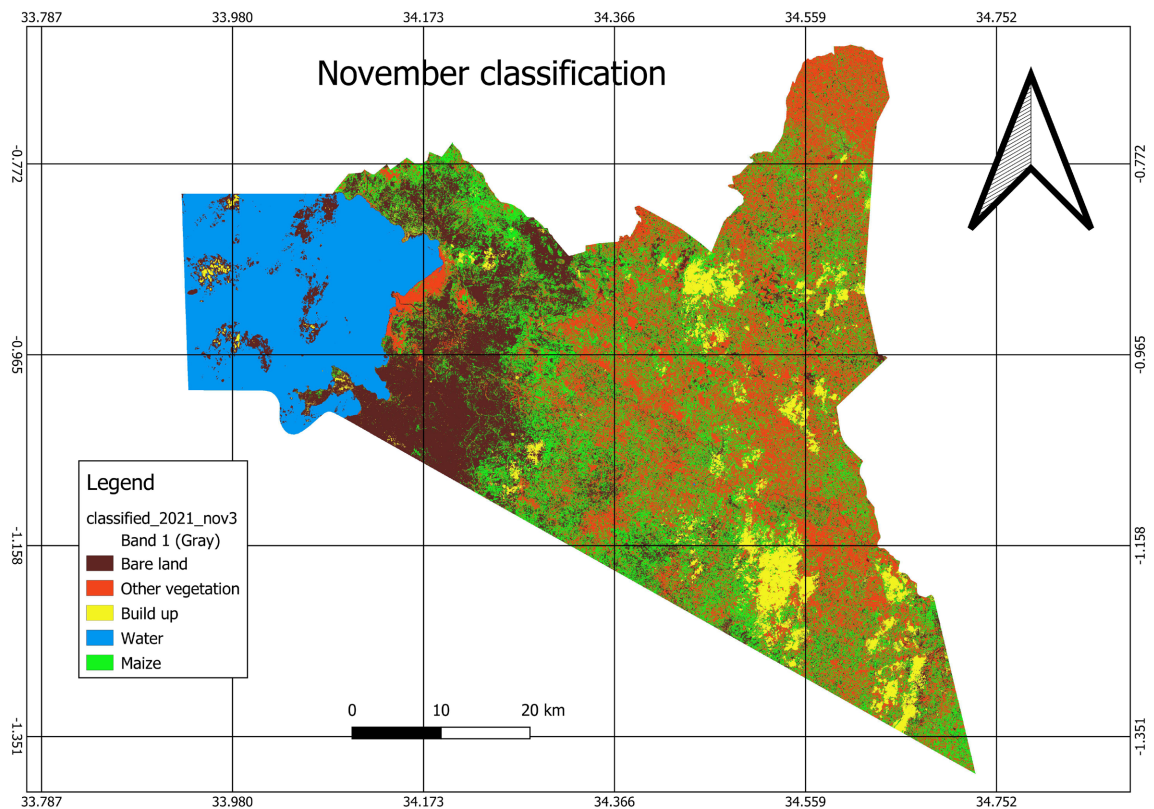 33.787 33.980 34.173 34.366 34.559 34.752
November classification
-0.772 -0.772
-0.965 -0.965
Legend
classified_2021_nov3
Band 1 (Gray)
Bare land
Other vegetation
Build up
Water
Maize
-1.158 -1.158
0 10 20 km
-1.351 -1.351
33.787 33.980 34.173 34.366 34.559 34.752